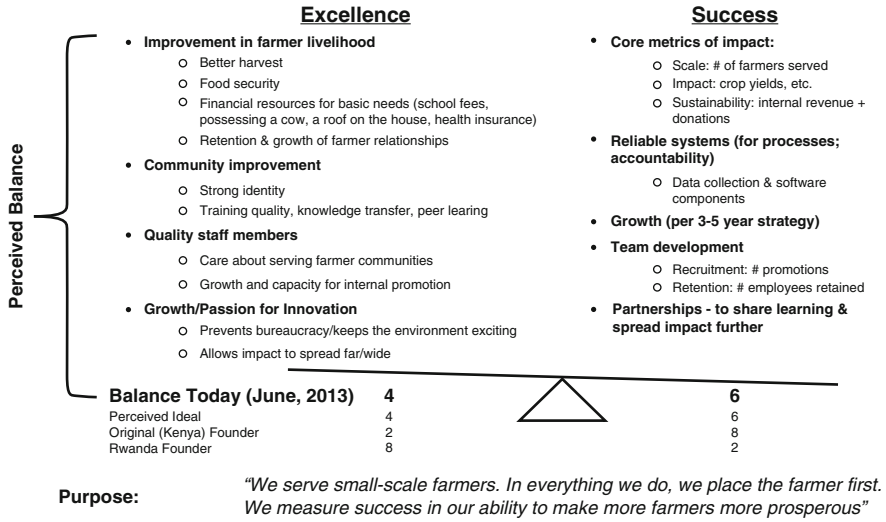 Excellence
Success
Perceived Balance
• Improvement in farmer livelihood
o Better harvest
o Food security
o Financial resources for basic needs (school fees,
possessing a cow, a roof on the house, health insurance)
o Retention & growth of farmer relationships
• Community improvement
o Strong identity
o Training quality, knowledge transfer, peer learing
• Quality staff members
o Care about serving farmer communities
o Growth and capacity for internal promotion
• Growth/Passion for Innovation
o Prevents bureaucracy/keeps the environment exciting
o Allows impact to spread far/wide
• Core metrics of impact:
o Scale: # of farmers served
o Impact: crop yields, etc.
o Sustainability: internal revenue +
donations
• Reliable systems (for processes;
accountability)
o Data collection & software
components
• Growth (per 3-5 year strategy)
• Team development
o Recruitment: # promotions
o Retention: # employees retained
• Partnerships - to share learning &
spread impact further
Balance Today (June, 2013) 4 6
Perceived Ideal 4 6
Original (Kenya) Founder 2 8
Rwanda Founder 8 2
Purpose:
“We serve small-scale farmers. In everything we do, we place the farmer first.
We measure success in our ability to make more farmers more prosperous”